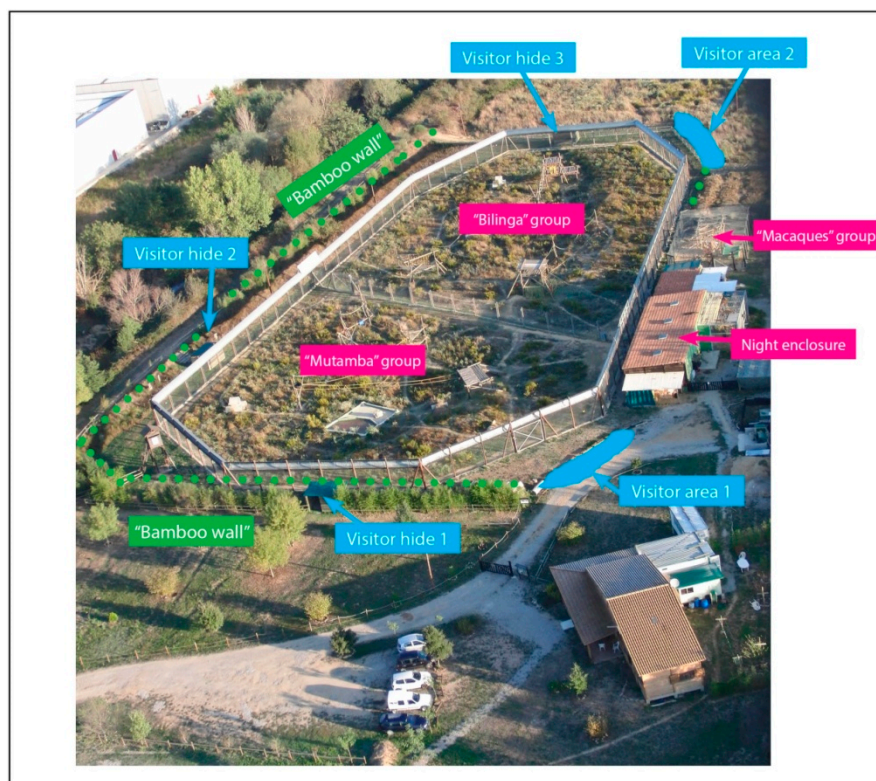 Visitor hide 3
Visitor area 2
"Bamboo wall"
"Bilinga" group
"Macaques" group
Visitor hide 2
"Mutamba" group
Night enclosure
Visitor area 1
"Bamboo wall"
Visitor hide 1